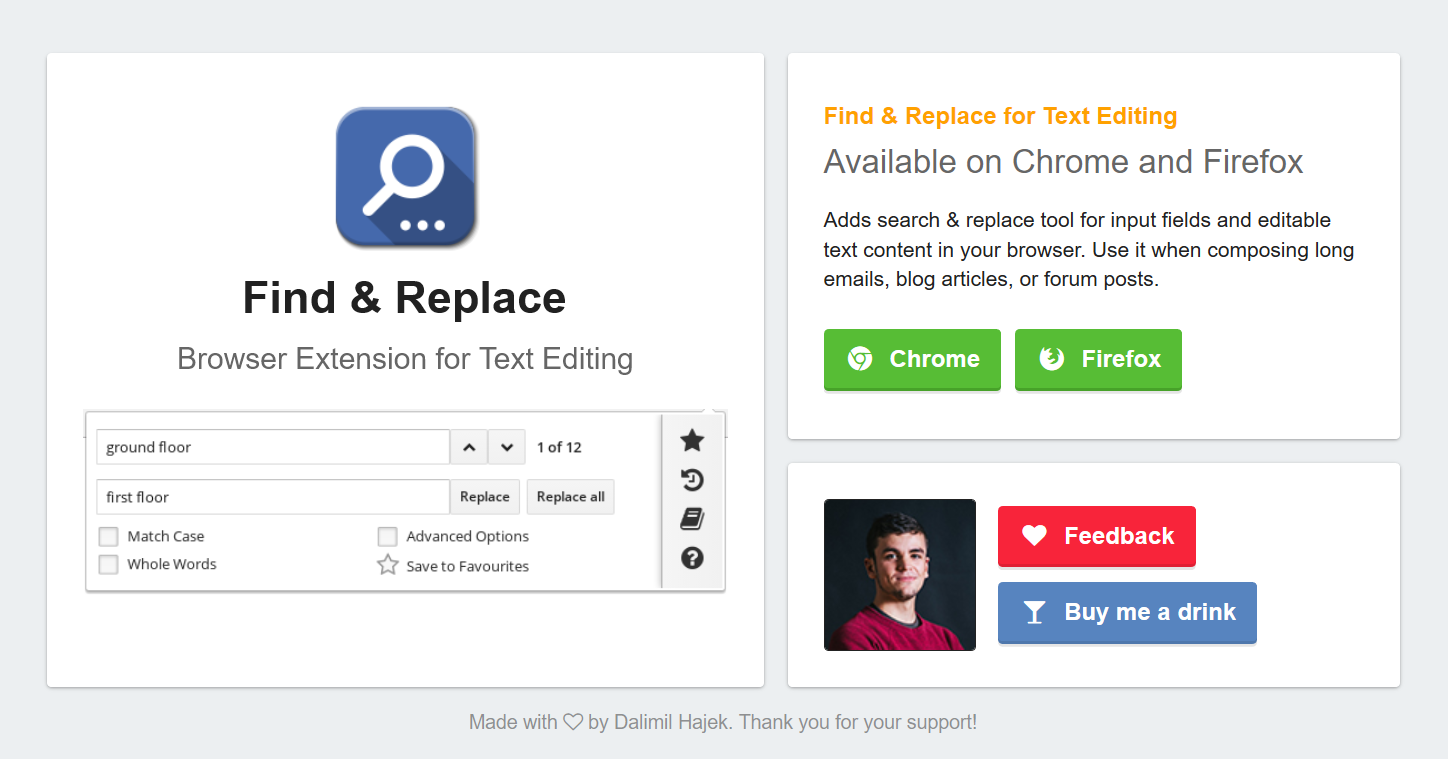 Find & Replace
Browser Extension for Text Editing
ground floor
1 of 12
first floor
Replace
Replace all
Match Case
Advanced Options
Whole Words
Save to Favourites
Find & Replace for Text Editing
Available on Chrome and Firefox
Adds search & replace tool for input fields and editable
text content in your browser. Use it when composing long
emails, blog articles, or forum posts.
Chrome
Firefox
Feedback
Buy me a drink
Made with ♡ by Dalimil Hajek. Thank you for your support!